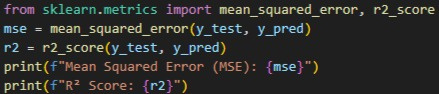 from sklearn.metrics import mean_squared_error, r2_score
mse = mean_squared_error(y_test, y_pred)
r2 = r2_score(y_test, y_pred)
print(f"Mean Squared Error (MSE): {mse}")
print(f"R² Score: {r2}")